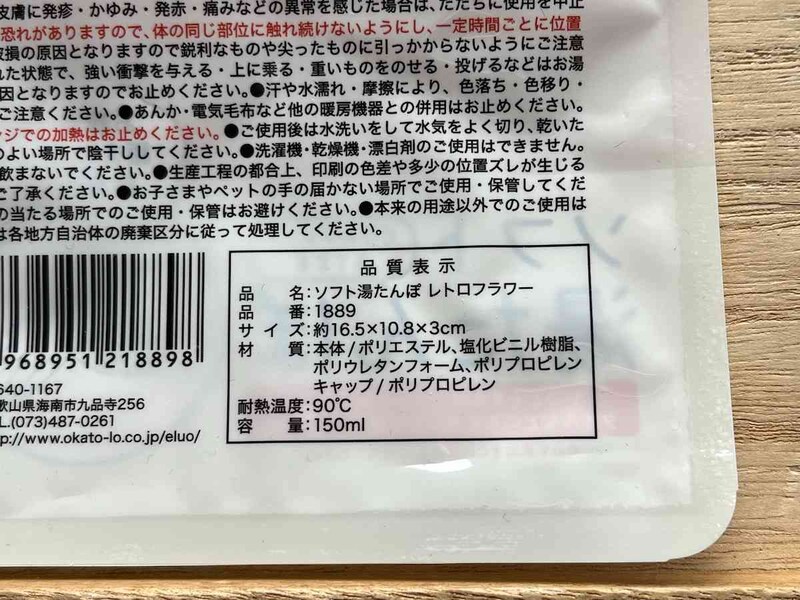 皮膚に発疹・かゆみ・発赤・痛みなどの異常を感じた場合は、ただちに使用を中止
恐れがありますので、体の同じ部位に触れ続けないようにし、一定時間ごとに位置
破損の原因となりますので鋭利なものや尖ったものに引っかからないようにご注意
れた状態で、強い衝撃を与える・上に乗る・重いものをのせる・投げるなどはお湯
因となりますのでお止めください。●汗や水濡れ・摩擦により、色落ち・色移り・
ご注意ください。●あんか・電気毛布など他の暖房機器との併用はお止めください。
ンジでの加熱はお止めください。●ご使用後は水洗いをして水気をよく切り、乾いた
のよい場所で陰干ししてください。●洗濯機・乾燥機・漂白剤のご使用はできません。
飲まないでください。●生産工程の都合上、印刷の色差や多少の位置ズレが生じる
ご了承ください。●お子さまやペットの手の届かない場所でご使用・保管してくだ
の当たる場所でのご使用・保管はお避けください。●本来の用途以外でのご使用は
は各地方自治体の廃棄区分に従って処理してください。
968951 218898
640-1167
歌山県海南市九品寺256
EL.(073)487-0261
http://www.okato-lo.co.jp/eluo/
品質表示
品名:ソフト湯たんぽ レトロフラワー
品番:1889
サイズ:約16.5×10.8×3cm
材質:本体/ポリエステル、塩化ビニル樹脂、
ポリウレタンフォーム、ポリプロピレン
キャップ/ポリプロピレン
耐熱温度:90℃
容量:150ml